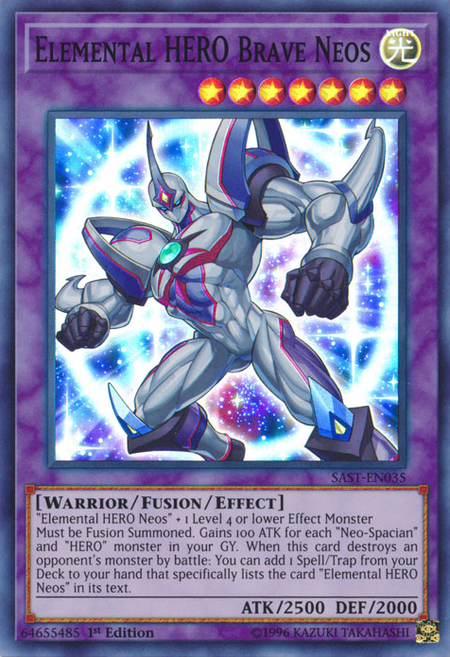 Elemental HERO Brave Neos
LIGHT
光
SAST-EN035
[Warrior/Fusion/Effect]
"Elemental HERO Neos" + 1 Level 4 or lower Effect Monster
Must be Fusion Summoned. Gains 100 ATK for each "Neo-Spacian"
and "HERO" monster in your GY. When this card destroys an
opponent's monster by battle: You can add 1 Spell/Trap from your
Deck to your hand that specifically lists the card "Elemental HERO
Neos" in its text.
ATK/2500 DEF/2000
64655485 1st Edition ©1996 KAZUKI TAKAHASHI